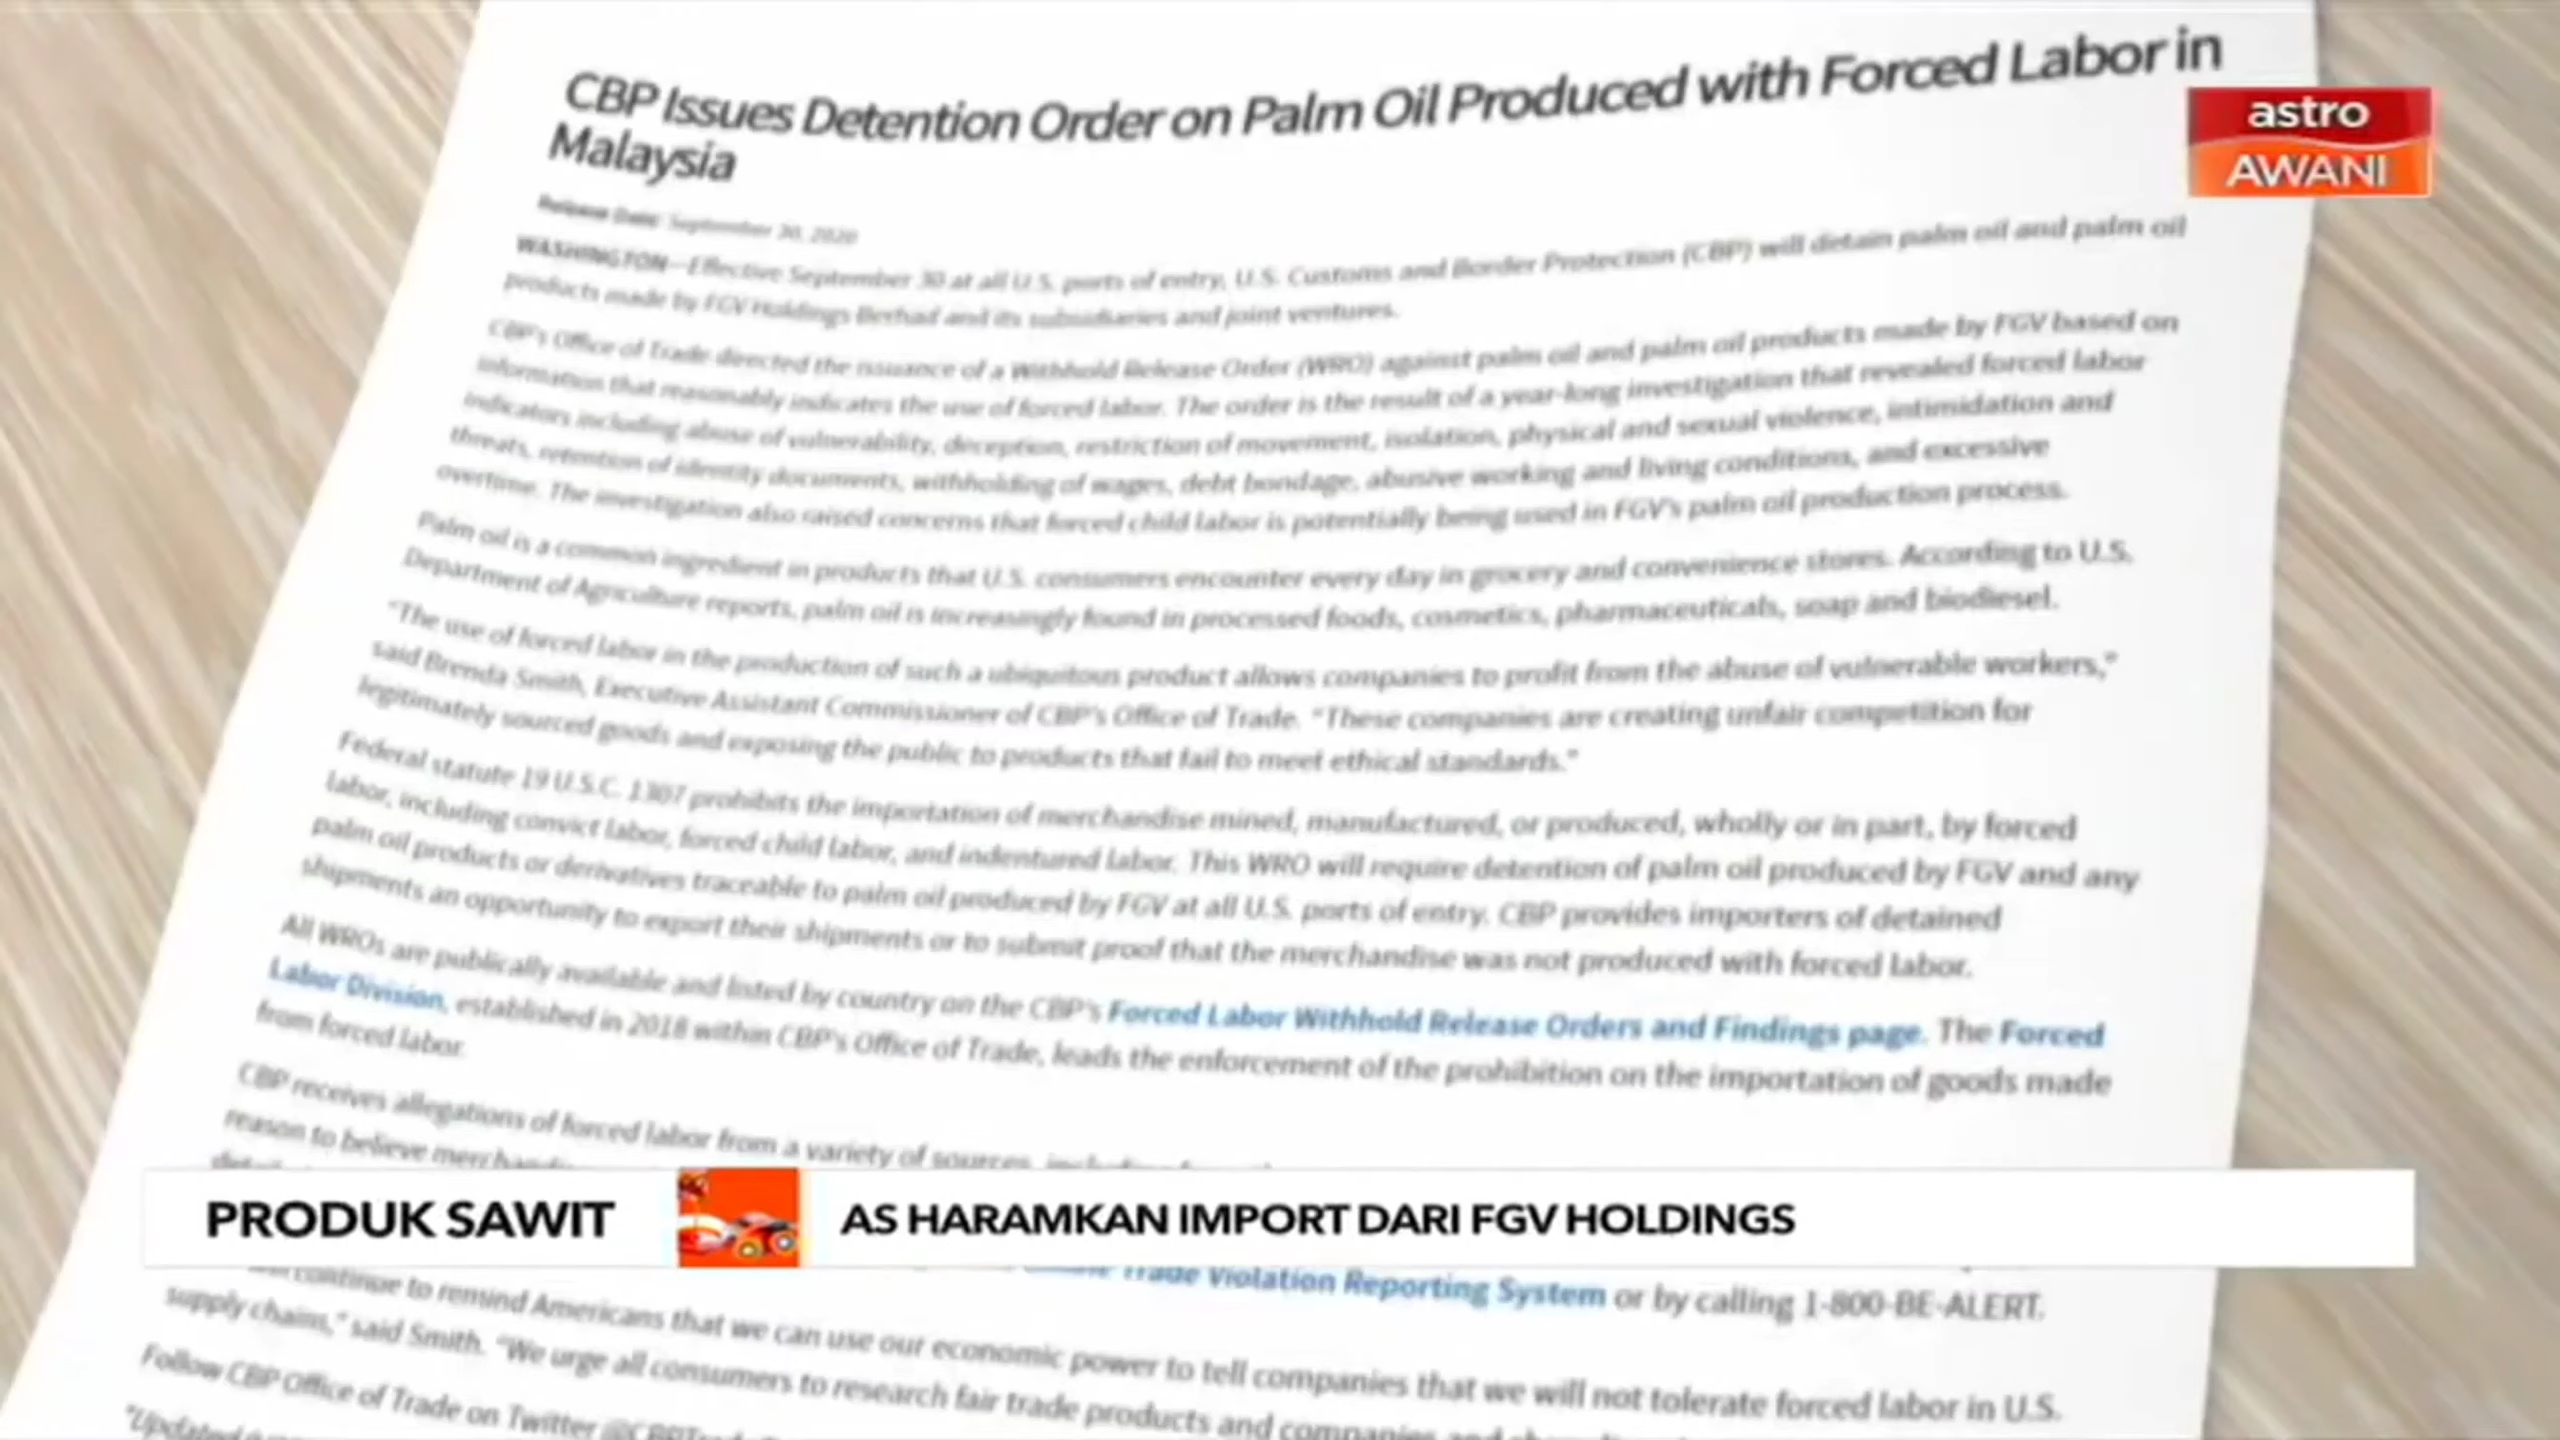 CBP Issues Detention Order on Palm Oil Produced with Forced Labor in
Malaysia
astro
AWANI
Release Date: September 30, 2020
WASHINGTON—Effective September 30 at all U.S. ports of entry, U.S. Customs and Border Protection (CBP) will detain palm oil and palm oil
products made by FGV Holdings Berhad and its subsidiaries and joint ventures.
CBP's Office of Trade directed the issuance of a Withhold Release Order (WRO) against palm oil and palm oil products made by FGV based on
information that reasonably indicates the use of forced labor. The order is the result of a year-long investigation that revealed forced labor
indicators including abuse of vulnerability, deception, restriction of movement, isolation, physical and sexual violence, intimidation and
threats, retention of identity documents, withholding of wages, debt bondage, abusive working and living conditions, and excessive
overtime. The investigation also raised concerns that forced child labor is potentially being used in FGV's palm oil production process.
Palm oil is a common ingredient in products that U.S. consumers encounter every day in grocery and convenience stores. According to U.S.
Department of Agriculture reports, palm oil is increasingly found in processed foods, cosmetics, pharmaceuticals, soap and biodiesel.
"The use of forced labor in the production of such a ubiquitous product allows companies to profit from the abuse of vulnerable workers,"
said Brenda Smith, Executive Assistant Commissioner of CBP's Office of Trade. "These companies are creating unfair competition for
legitimately sourced goods and exposing the public to products that fail to meet ethical standards."
Federal statute 19 U.S.C. 1307 prohibits the importation of merchandise mined, manufactured, or produced, wholly or in part, by forced
labor, including convict labor, forced child labor, and indentured labor. This WRO will require detention of palm oil produced by FGV and any
palm oil products or derivatives traceable to palm oil produced by FGV at all U.S. ports of entry. CBP provides importers of detained
shipments an opportunity to export their shipments or to submit proof that the merchandise was not produced with forced labor.
All WROs are publically available and listed by country on the CBP's Forced Labor Withhold Release Orders and Findings page. The Forced
Labor Division, established in 2018 within CBP's Office of Trade, leads the enforcement of the prohibition on the importation of goods made
from forced labor.
CBP receives allegations of forced labor from a variety of sources, including
reason to believe
PRODUK SAWIT
AS HARAMKAN IMPORT DARI FGV HOLDINGS
Trade Violation Reporting System or by calling 1-800-BE-ALERT.
continue to remind Americans that we can use our economic power to tell companies that we will not tolerate forced labor in U.S.
supply chains," said Smith. "We urge all consumers to research fair trade products and companies and
Follow CBP Office of Trade on Twitter